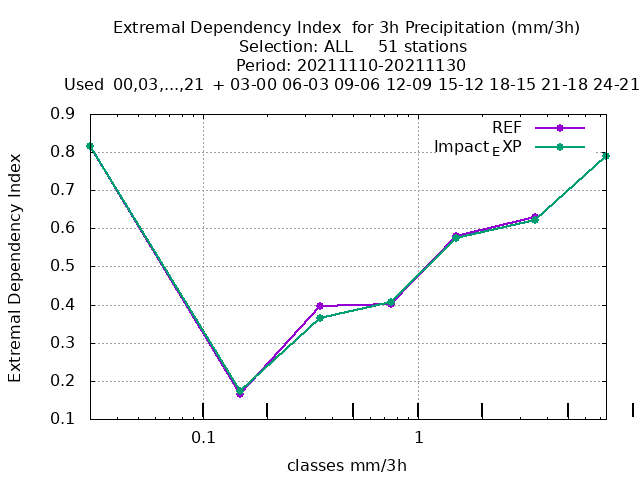 Extremal Dependency Index  for 3h Precipitation (mm/3h)
Selection: ALL     51 stations
Period: 20211110-20211130
Used  00,03,...,21  + 03-00 06-03 09-06 12-09 15-12 18-15 21-18 24-21
REF
Impact_EXP
0.9
0.8
0.7
0.6
0.5
0.4
0.3
0.2
0.1
Extremal Dependency Index
0.1
1
classes mm/3h